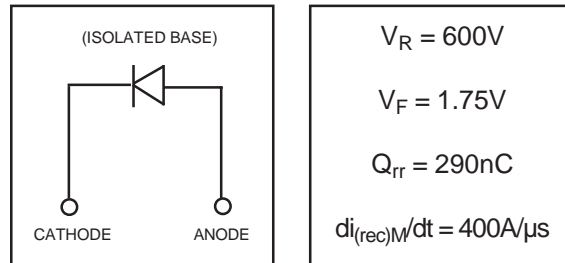 (ISOLATED BASE)
CATHODE ANODE
V_R = 600V
V_F = 1.75V
Q_rr = 290nC
di_(rec)M/dt = 400A/µs